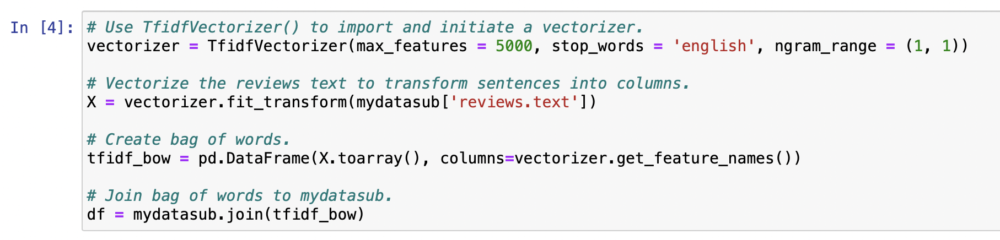 In [4]: # Use TfidfVectorizer() to import and initiate a vectorizer.
vectorizer = TfidfVectorizer(max_features = 5000, stop_words = 'english', ngram_range = (1, 1))
# Vectorize the reviews text to transform sentences into columns.
X = vectorizer.fit_transform(mydatasub['reviews.text'])
# Create bag of words.
tfidf_bow = pd.DataFrame(X.toarray(), columns=vectorizer.get_feature_names())
# Join bag of words to mydatasub.
df = mydatasub.join(tfidf_bow)